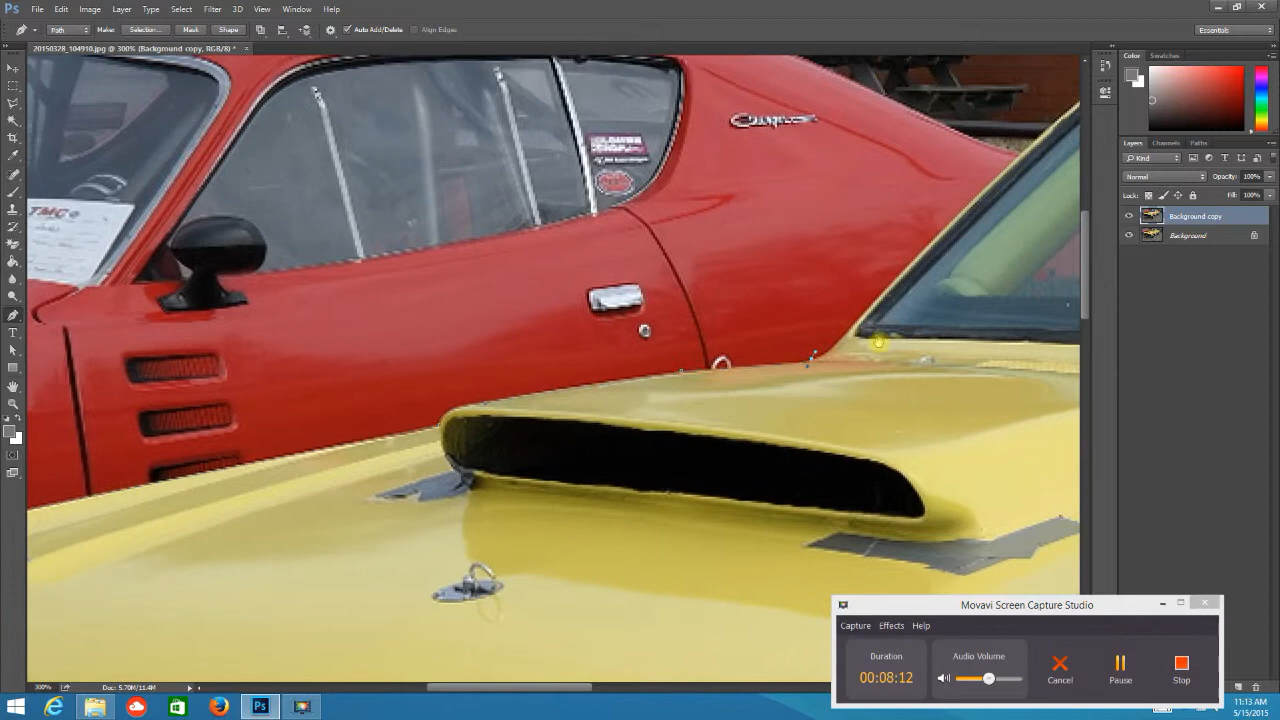 Ps File Edit Image Layer Type Select Filter 3D View Window Help
Path Make: Selection... Mask Shape Auto Add/Delete Align Edges Essentials
20150328_104910.jpg @ 300% (Background copy, RGB/8) * ×
Color Swatches
TMC
Layers Channels Paths
Kind
Normal Opacity: 100%
Lock: Fill: 100%
Background copy
Background
T
300% Doc: 5.70M/11.4M
Movavi Screen Capture Studio
Capture Effects Help
Duration Audio Volume
00:08:12
Cancel Pause Stop
Ps
11:13 AM
5/15/2015